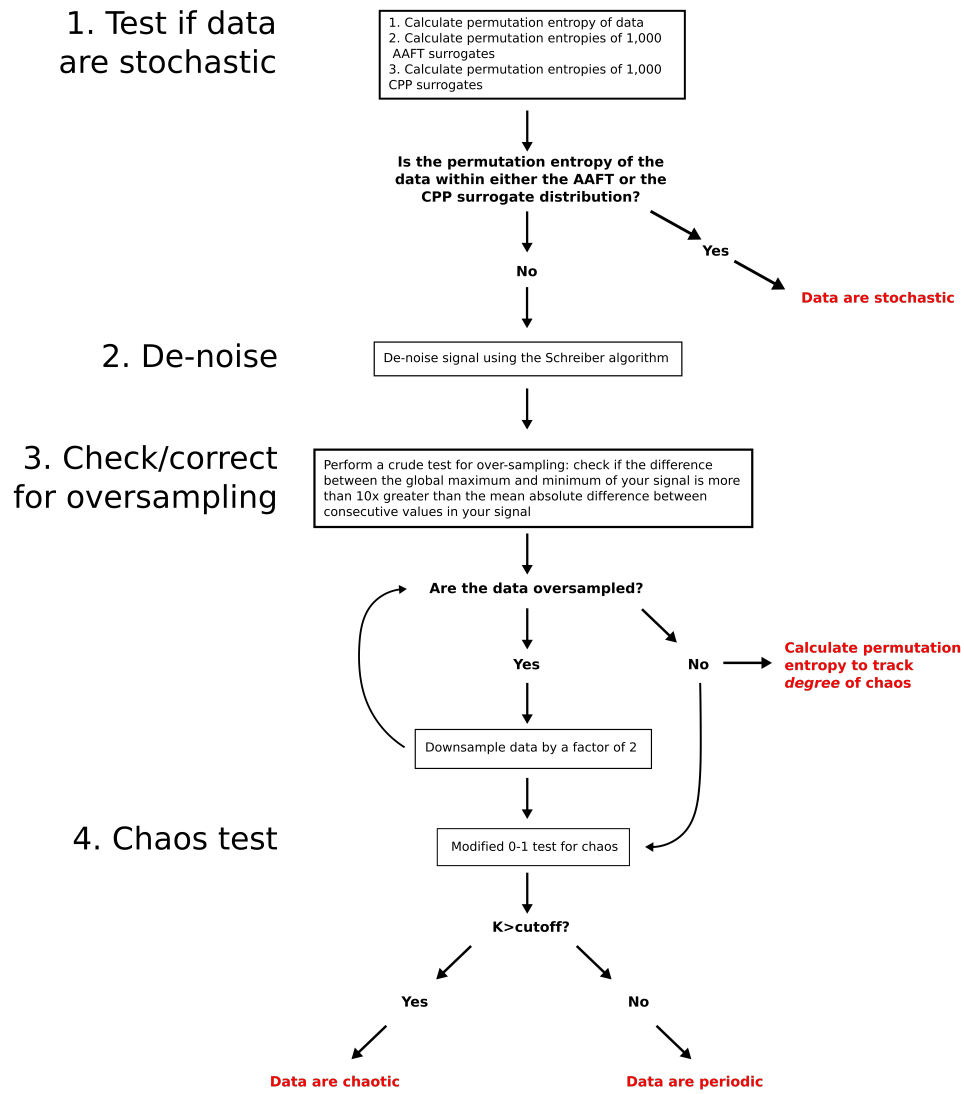 1. Test if data
are stochastic
1. Calculate permutation entropy of data
2. Calculate permutation entropies of 1,000
AAFT surrogates
3. Calculate permutation entropies of 1,000
CPP surrogates
Is the permutation entropy of the
data within either the AAFT or the
CPP surrogate distribution?
Yes
No
Data are stochastic
2. De-noise
De-noise signal using the Schreiber algorithm
3. Check/correct
for oversampling
Perform a crude test for over-sampling: check if the difference
between the global maximum and minimum of your signal is more
than 10x greater than the mean absolute difference between
consecutive values in your signal
Are the data oversampled?
Yes
No
Calculate permutation
entropy to track
degree of chaos
Downsample data by a factor of 2
4. Chaos test
Modified 0-1 test for chaos
K>cutoff?
Yes
No
Data are chaotic
Data are periodic